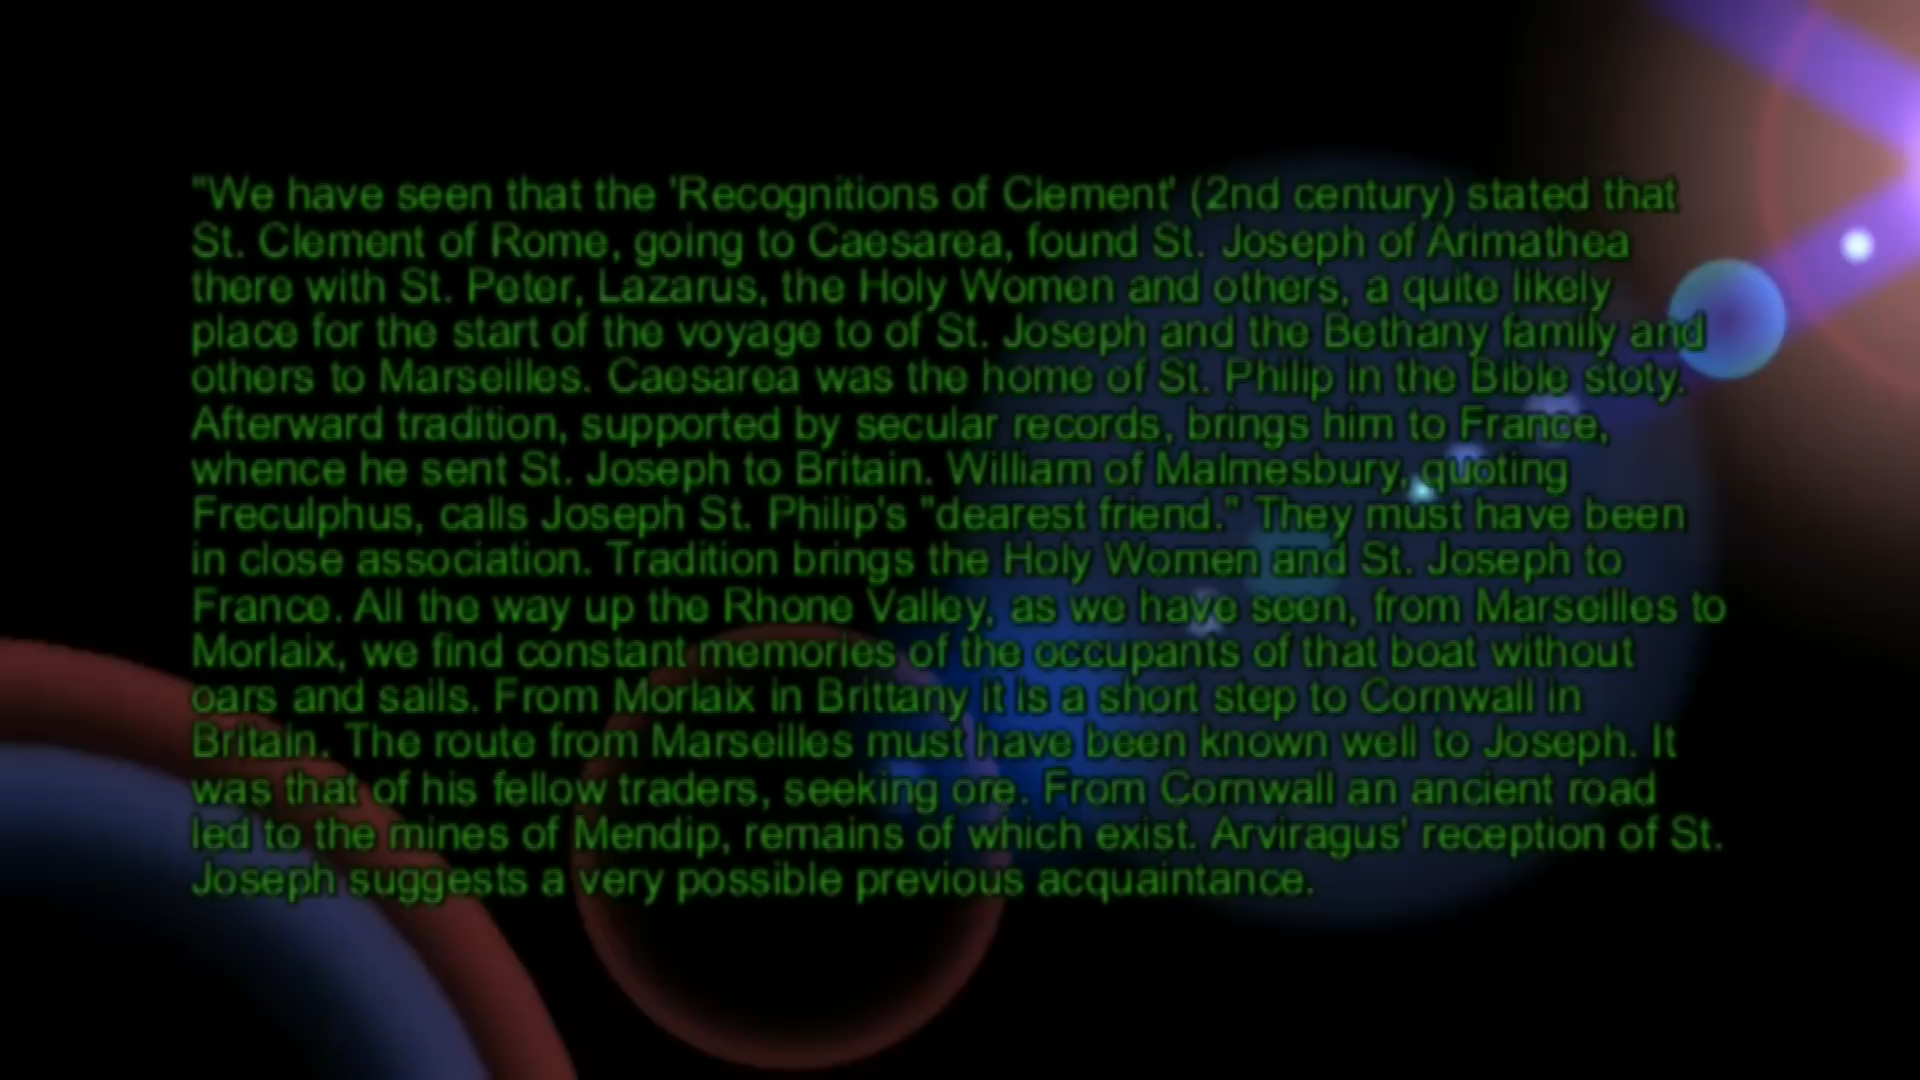 "We have seen that the 'Recognitions of Clement' (2nd century) stated that
St. Clement of Rome, going to Caesarea, found St. Joseph of Arimathea
there with St. Peter, Lazarus, the Holy Women and others, a quite likely
place for the start of the voyage to of St. Joseph and the Bethany family and
others to Marseilles. Caesarea was the home of St. Philip in the Bible stoty.
Afterward tradition, supported by secular records, brings him to France,
whence he sent St. Joseph to Britain. William of Malmesbury, quoting
Freculphus, calls Joseph St. Philip's "dearest friend." They must have been
in close association. Tradition brings the Holy Women and St. Joseph to
France. All the way up the Rhone Valley, as we have seen, from Marseilles to
Morlaix, we find constant memories of the occupants of that boat without
oars and sails. From Morlaix in Brittany it is a short step to Cornwall in
Britain. The route from Marseilles must have been known well to Joseph. It
was that of his fellow traders, seeking ore. From Cornwall an ancient road
led to the mines of Mendip, remains of which exist. Arviragus' reception of St.
Joseph suggests a very possible previous acquaintance.